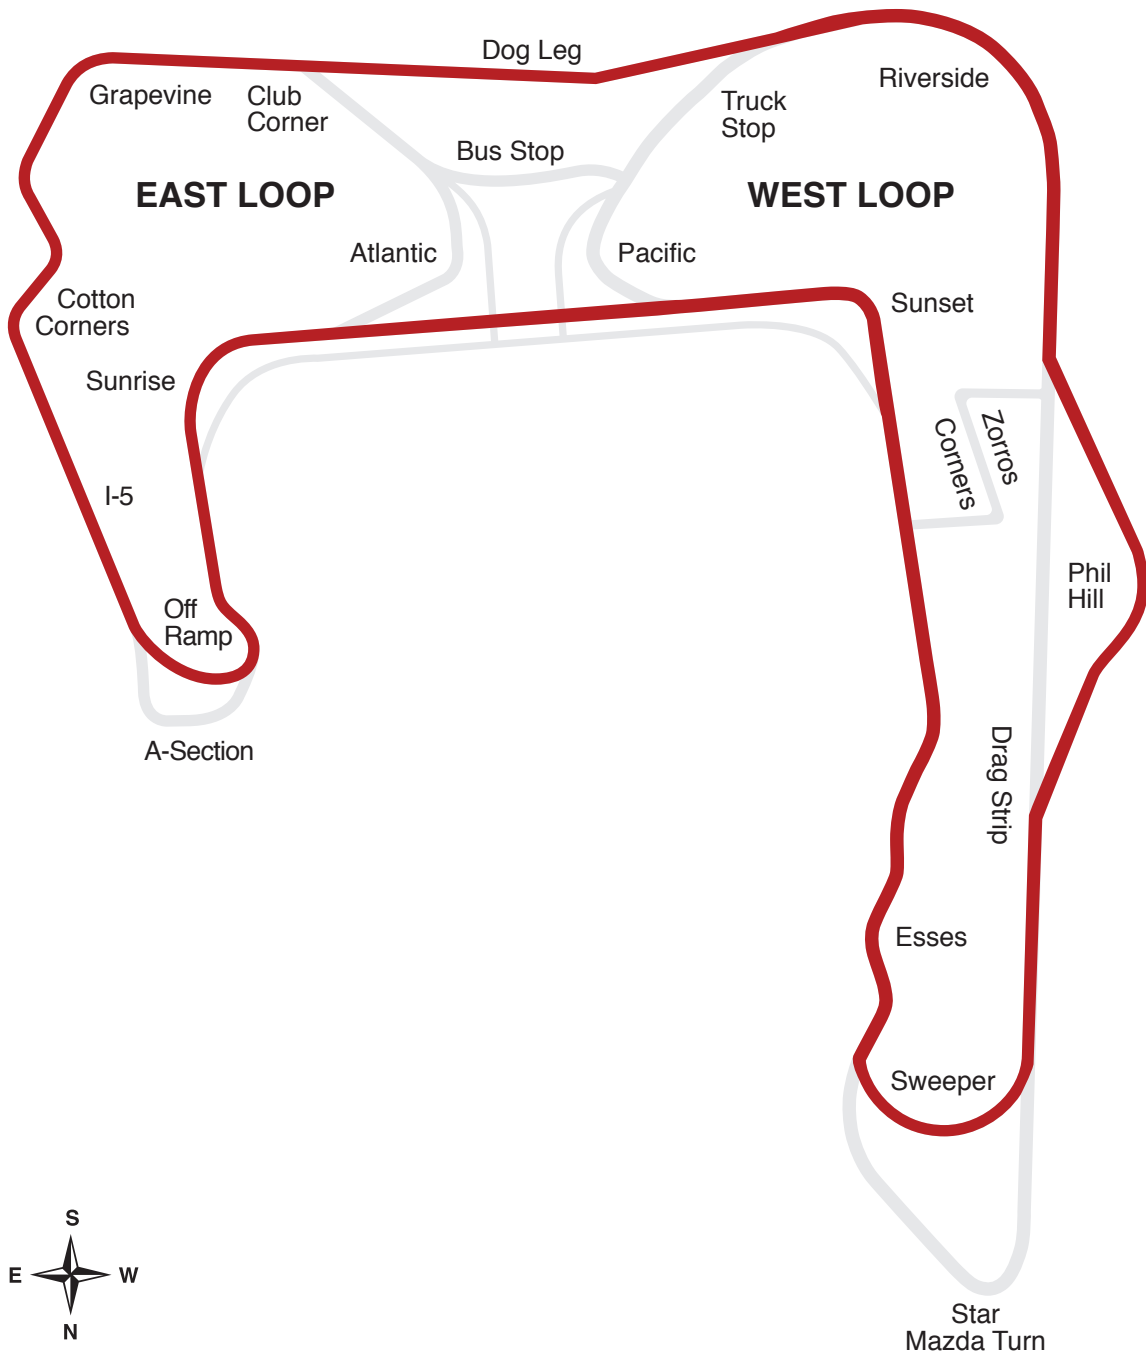 Dog Leg
Riverside
Grapevine
Club
Corner
Truck
Stop
Bus Stop
EAST LOOP
WEST LOOP
Atlantic
Pacific
Cotton
Corners
Sunset
Sunrise
Zorros
Corners
I-5
Phil
Hill
Off
Ramp
A-Section
Drag Strip
Esses
Sweeper
S
E
W
N
Star
Mazda Turn